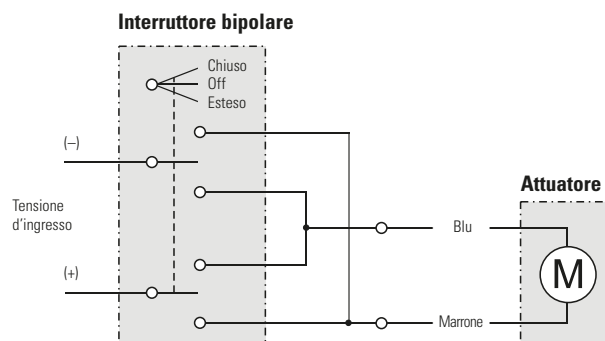 Interruttore bipolare
Chiuso
Off
Esteso
(–)
Tensione
d'ingresso
(+)
Attuatore
Blu
M
Marrone